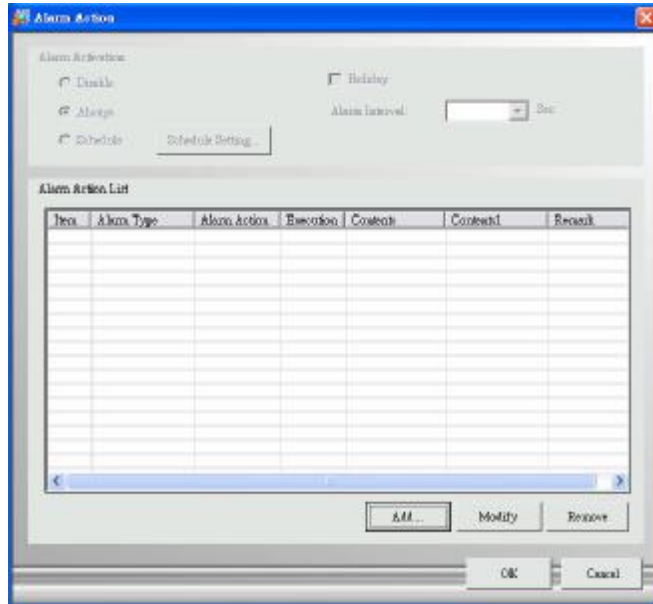 Alarm Action
Alarm Activation
Disable
Holiday
Always
Alarm Interval
Sec
Schedule
Schedule Setting...
Alarm Action List
Item Alarm Type Alarm Action Execution Contents Contents1 Remark
Add...
Modify
Remove
OK
Cancel